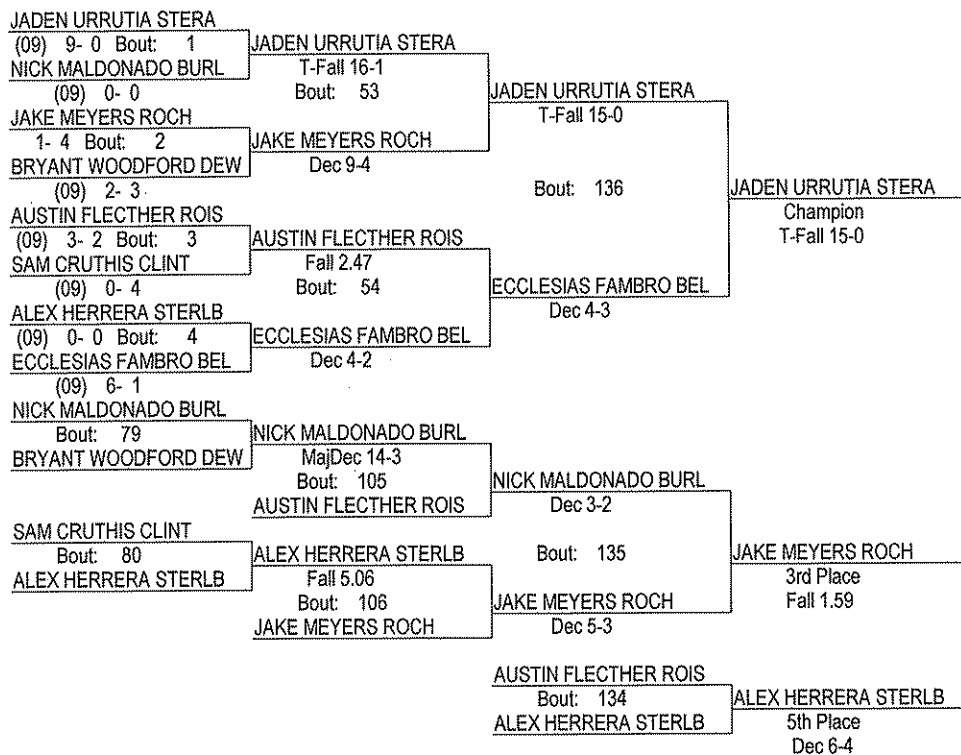 JADEN URRUTIA STERA
(09) 9- 0 Bout: 1
NICK MALDONADO BURL
(09) 0- 0
JAKE MEYERS ROCH
1- 4 Bout: 2
BRYANT WOODFORD DEW
(09) 2- 3
AUSTIN FLECTHER ROIS
(09) 3- 2 Bout: 3
SAM CRUTHIS CLINT
(09) 0- 4
ALEX HERRERA STERLB
(09) 0- 0 Bout: 4
ECCLESIAS FAMBRO BEL
(09) 6- 1
JADEN URRUTIA STERA
T-Fall 16-1
Bout: 53
JAKE MEYERS ROCH
Dec 9-4
AUSTIN FLECTHER ROIS
Fall 2.47
Bout: 54
ECCLESIAS FAMBRO BEL
Dec 4-2
JADEN URRUTIA STERA
T-Fall 15-0
Bout: 136
ECCLESIAS FAMBRO BEL
Dec 4-3
JADEN URRUTIA STERA
Champion
T-Fall 15-0
NICK MALDONADO BURL
Bout: 79
BRYANT WOODFORD DEW
SAM CRUTHIS CLINT
Bout: 80
ALEX HERRERA STERLB
NICK MALDONADO BURL
MajDec 14-3
Bout: 105
AUSTIN FLECTHER ROIS
ALEX HERRERA STERLB
Fall 5.06
Bout: 106
JAKE MEYERS ROCH
NICK MALDONADO BURL
Dec 3-2
Bout: 135
JAKE MEYERS ROCH
Dec 5-3
JAKE MEYERS ROCH
3rd Place
Fall 1.59
AUSTIN FLECTHER ROIS
Bout: 134
ALEX HERRERA STERLB
ALEX HERRERA STERLB
5th Place
Dec 6-4